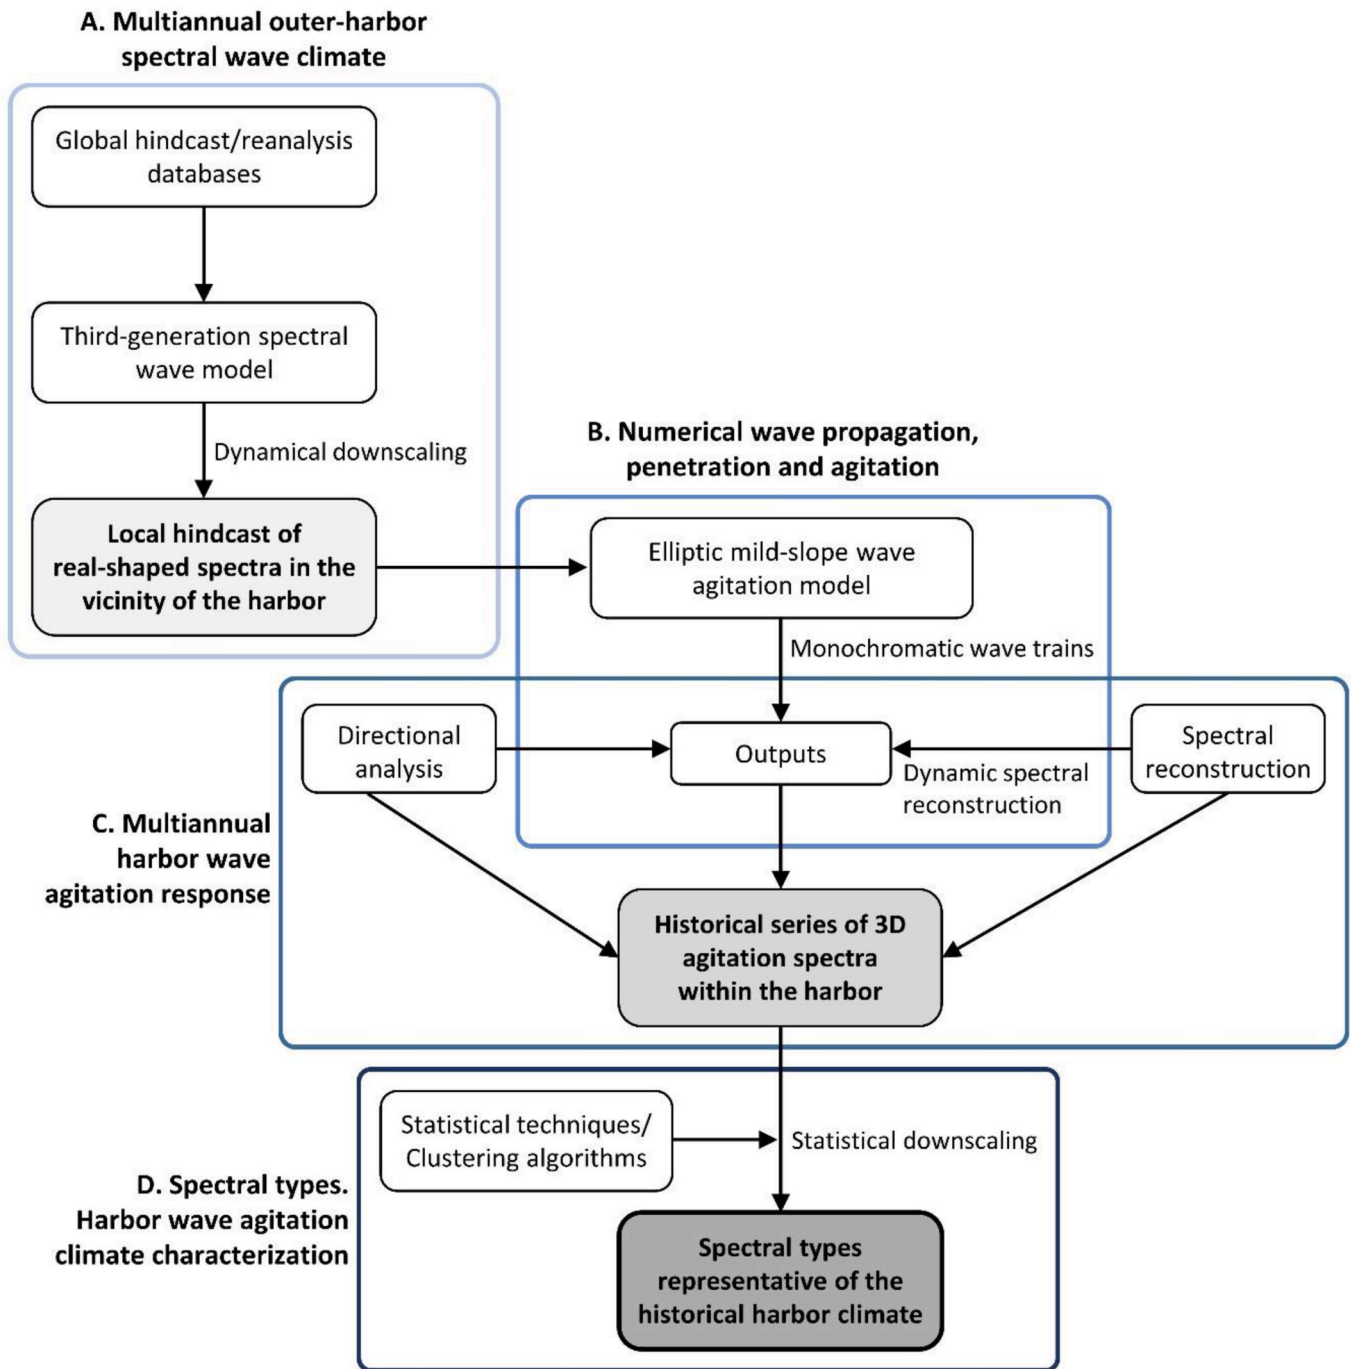 A. Multiannual outer-harbor
spectral wave climate
Global hindcast/reanalysis
databases
Third-generation spectral
wave model
Dynamical downscaling
Local hindcast of
real-shaped spectra in the
vicinity of the harbor
B. Numerical wave propagation,
penetration and agitation
Elliptic mild-slope wave
agitation model
Monochromatic wave trains
Directional
analysis
Outputs
Spectral
reconstruction
Dynamic spectral
reconstruction
C. Multiannual
harbor wave
agitation response
Historical series of 3D
agitation spectra
within the harbor
Statistical techniques/
Clustering algorithms
Statistical downscaling
D. Spectral types.
Harbor wave agitation
climate characterization
Spectral types
representative of the
historical harbor climate